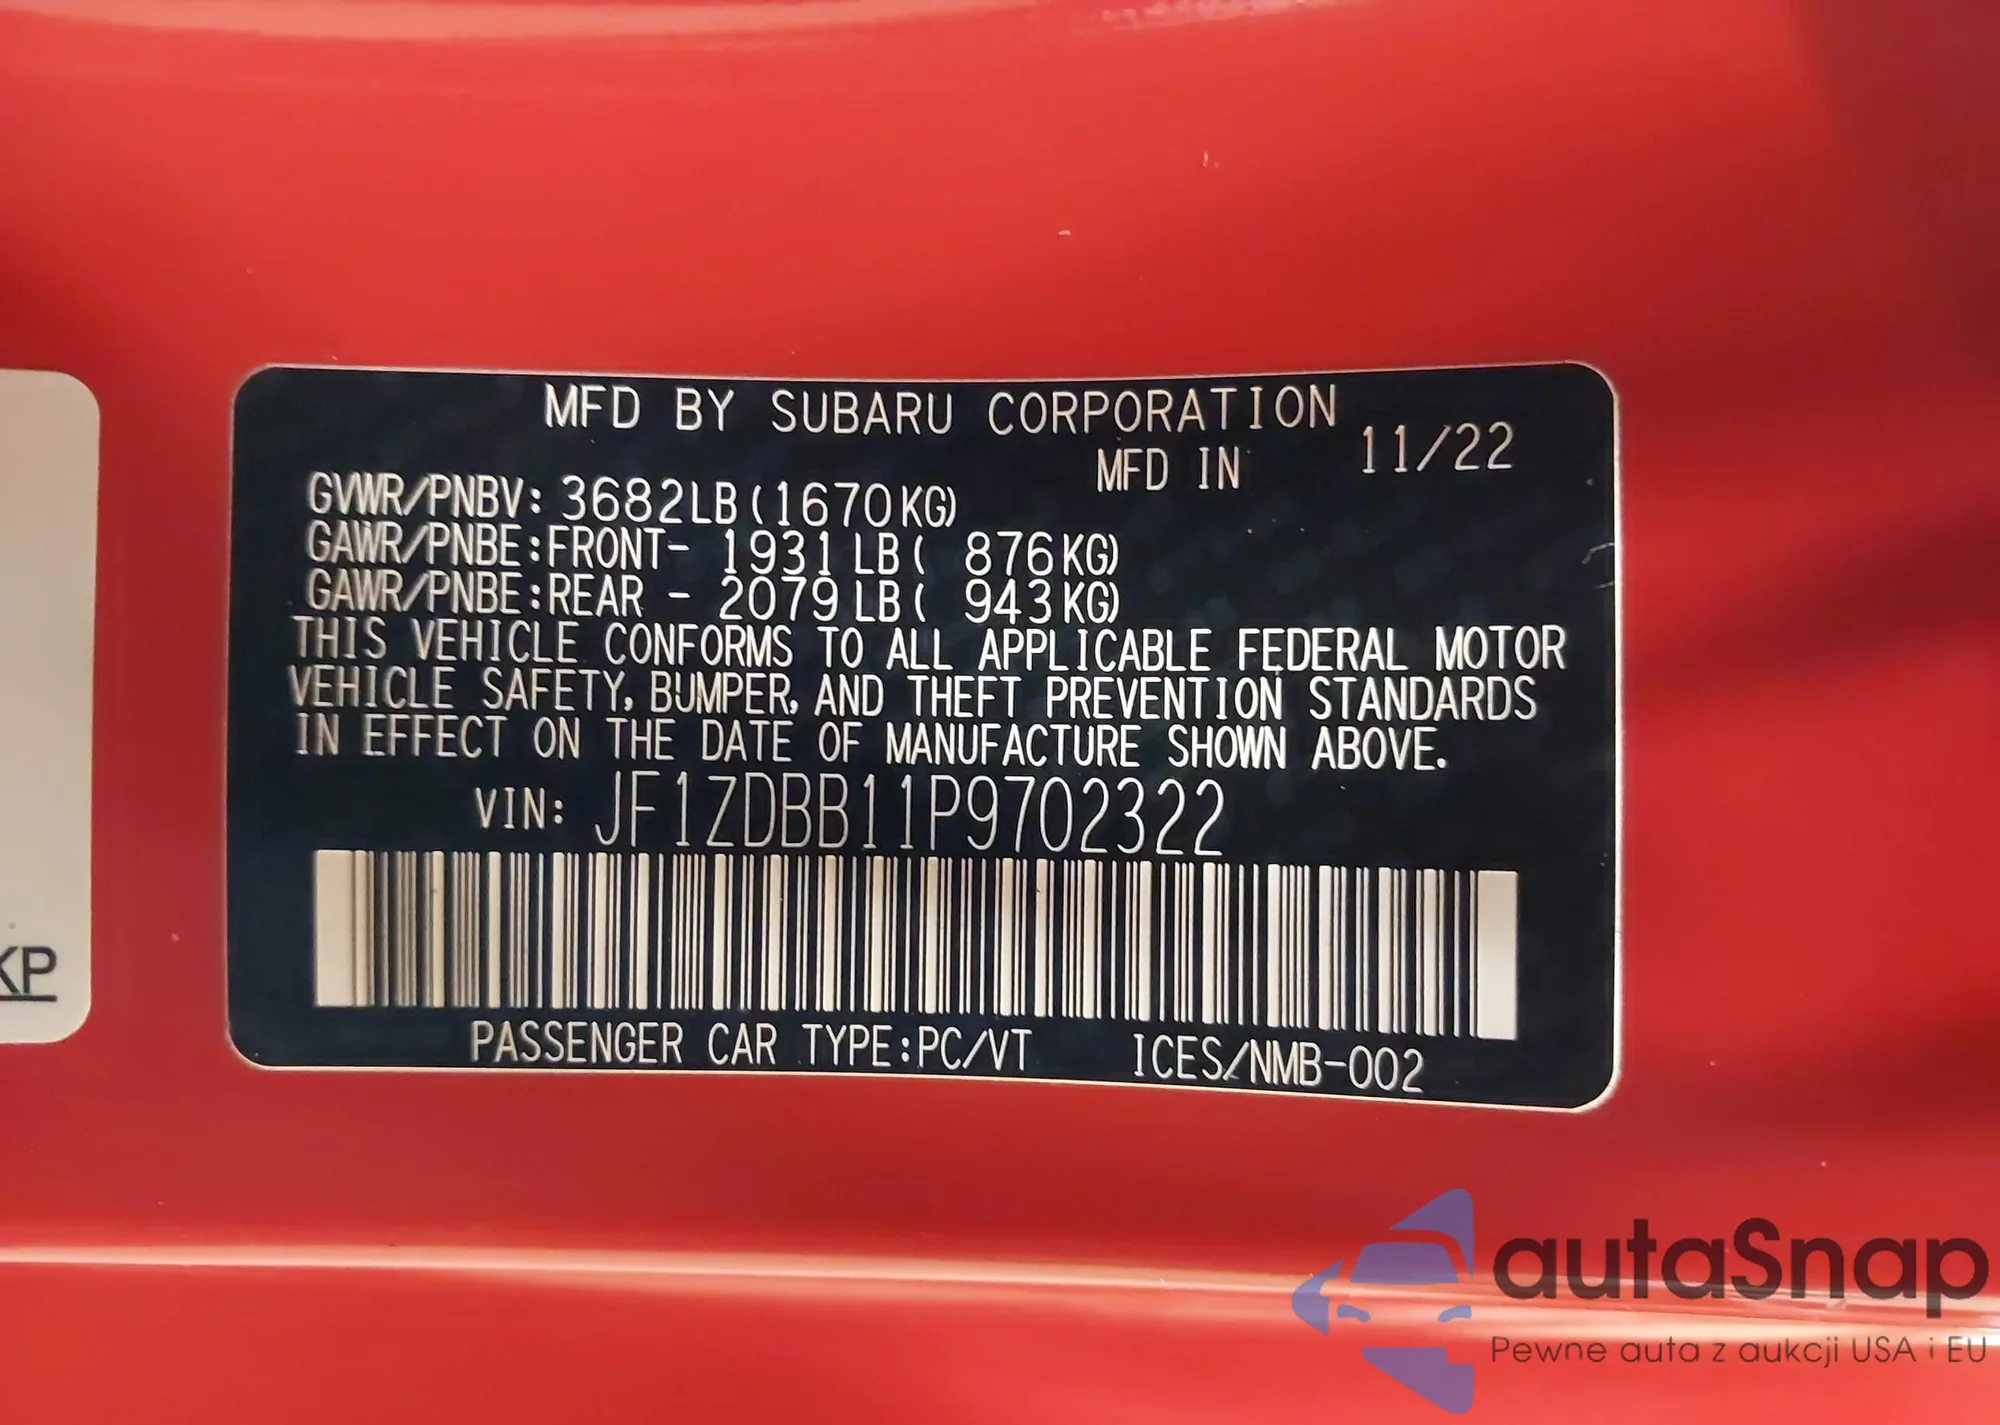 MFD BY SUBARU CORPORATION
MFD IN 11/22
GVWR/PNBV: 3682LB(1670KG)
GAWR/PNBE:FRONT- 1931LB( 876KG)
GAWR/PNBE:REAR - 2079LB( 943KG)
THIS VEHICLE CONFORMS TO ALL APPLICABLE FEDERAL MOTOR
VEHICLE SAFETY, BUMPER, AND THEFT PREVENTION STANDARDS
IN EFFECT ON THE DATE OF MANUFACTURE SHOWN ABOVE.
VIN: JF1ZDBB11P9702322
PASSENGER CAR TYPE:PC/VT ICES/NMB-002
KP
autaSnap
Pewne auta z aukcji USA i EU